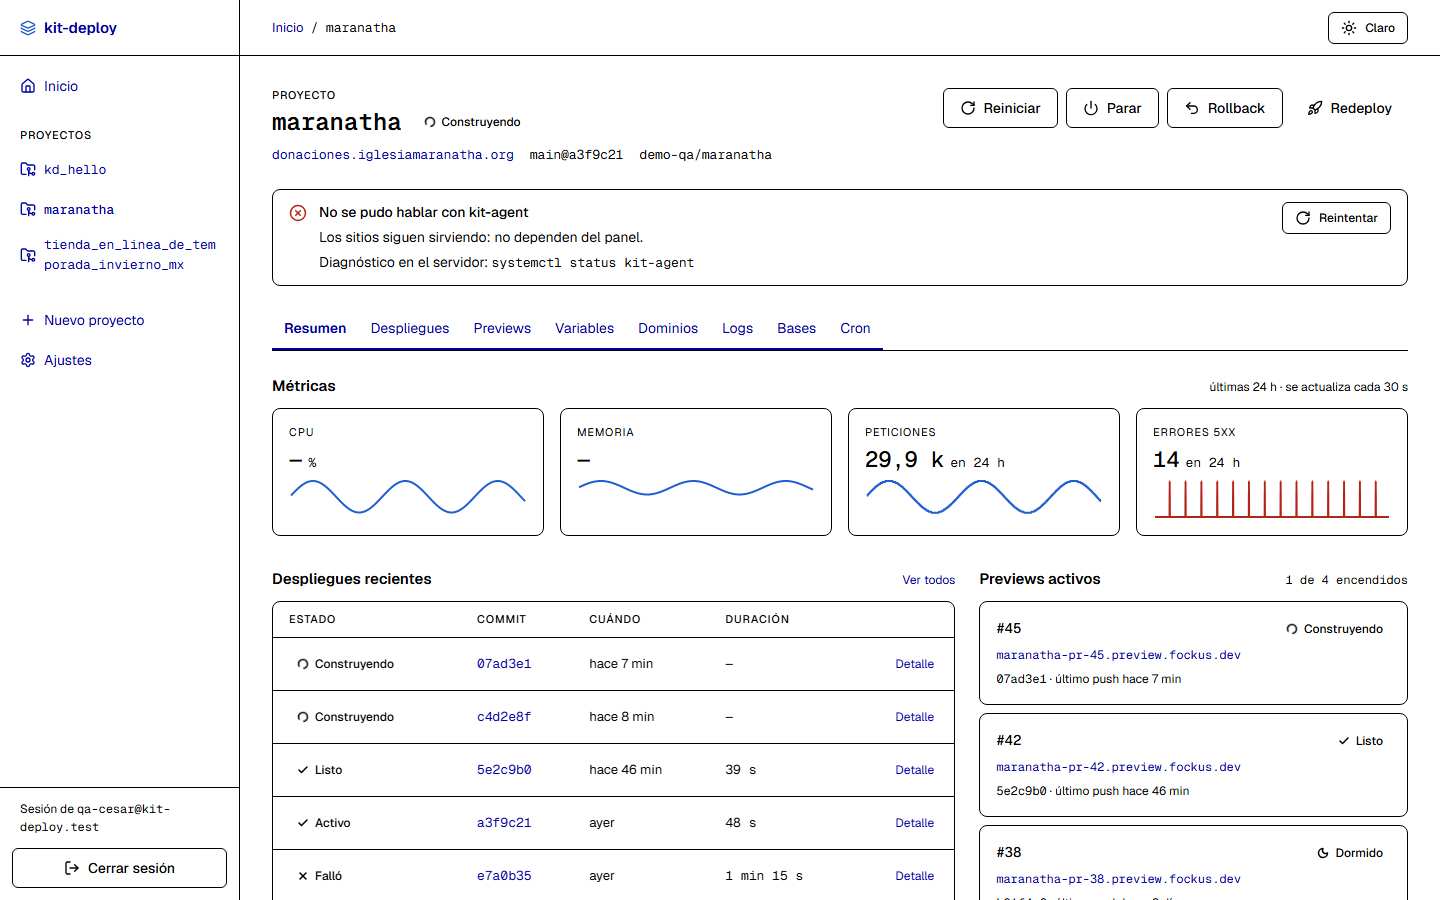 kit-deploy
Inicio / maranatha
Claro
Inicio
PROYECTOS
kd_hello
maranatha
tienda_en_linea_de_tem
porada_invierno_mx
Nuevo proyecto
Ajustes
Sesión de qa-cesar@kit-
deploy.test
Cerrar sesión
PROYECTO
maranatha Construyendo
donaciones.iglesiamaranatha.org main@a3f9c21 demo-qa/maranatha
Reiniciar Parar Rollback Redeploy
No se pudo hablar con kit-agent
Los sitios siguen sirviendo: no dependen del panel.
Diagnóstico en el servidor: systemctl status kit-agent
Reintentar
Resumen Despliegues Previews Variables Dominios Logs Bases Cron
Métricas últimas 24 h · se actualiza cada 30 s
CPU
— %
MEMORIA
—
PETICIONES
29,9 k en 24 h
ERRORES 5XX
14 en 24 h
Despliegues recientes Ver todos
ESTADO COMMIT CUÁNDO DURACIÓN
Construyendo 07ad3e1 hace 7 min — Detalle
Construyendo c4d2e8f hace 8 min — Detalle
Listo 5e2c9b0 hace 46 min 39 s Detalle
Activo a3f9c21 ayer 48 s Detalle
Falló e7a0b35 ayer 1 min 15 s Detalle
Previews activos 1 de 4 encendidos
#45 Construyendo
maranatha-pr-45.preview.fockus.dev
07ad3e1 · último push hace 7 min
#42 Listo
maranatha-pr-42.preview.fockus.dev
5e2c9b0 · último push hace 46 min
#38 Dormido
maranatha-pr-38.preview.fockus.dev